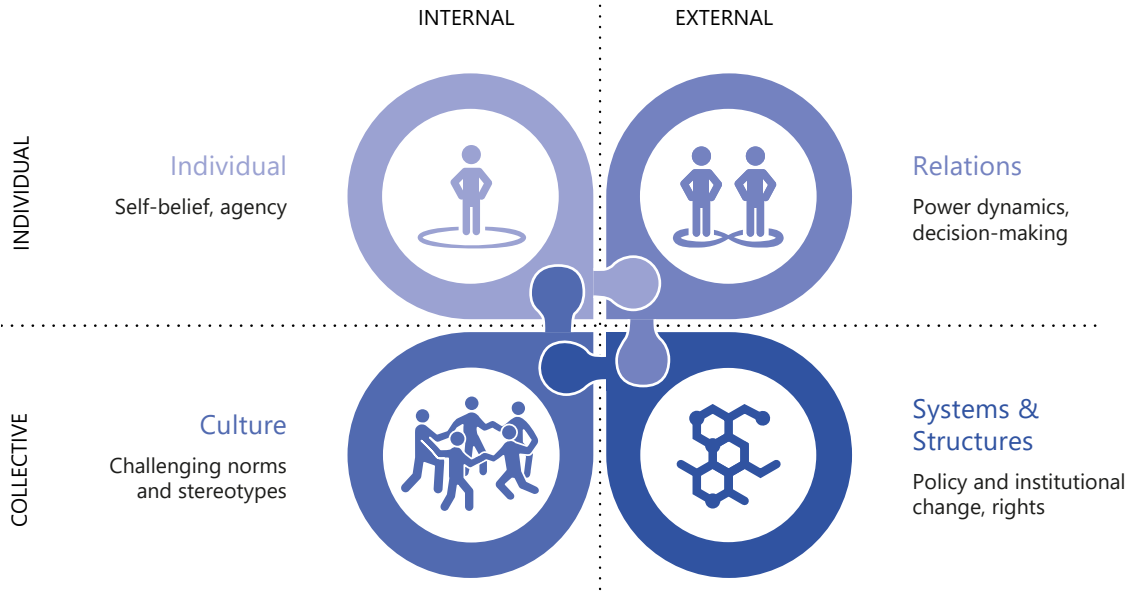 INTERNAL
EXTERNAL
INDIVIDUAL
Individual
Self-belief, agency
Relations
Power dynamics,
decision-making
COLLECTIVE
Culture
Challenging norms
and stereotypes
Systems &
Structures
Policy and institutional
change, rights